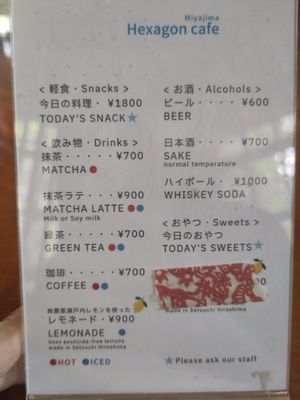 Miyajima
Hexagon cafe
< 軽食・Snacks >
今日の料理・¥1800
TODAY'S SNACK★
< 飲み物・Drinks >
抹茶・・・・・¥700
MATCHA ●
抹茶ラテ・・・¥900
MATCHA LATTE ●●
Milk or Soy milk
緑茶・・・・・¥700
GREEN TEA ●●
珈琲・・・・・¥700
COFFEE ●●
無農薬瀬戸内レモンを使った
レモネード・¥900
LEMONADE ●
Uses pesticide-free lemons
made in Setouchi Hiroshima
●HOT ●ICED
< お酒・Alcohols >
ビール・・・・¥600
BEER
日本酒・・・・¥700
SAKE
normal temperature
ハイボール・・¥1000
WHISKEY SODA
< おやつ・Sweets >
今日のおやつ
TODAY'S SWEETS★
made in Setouchi Hiroshima
★Please ask our staff